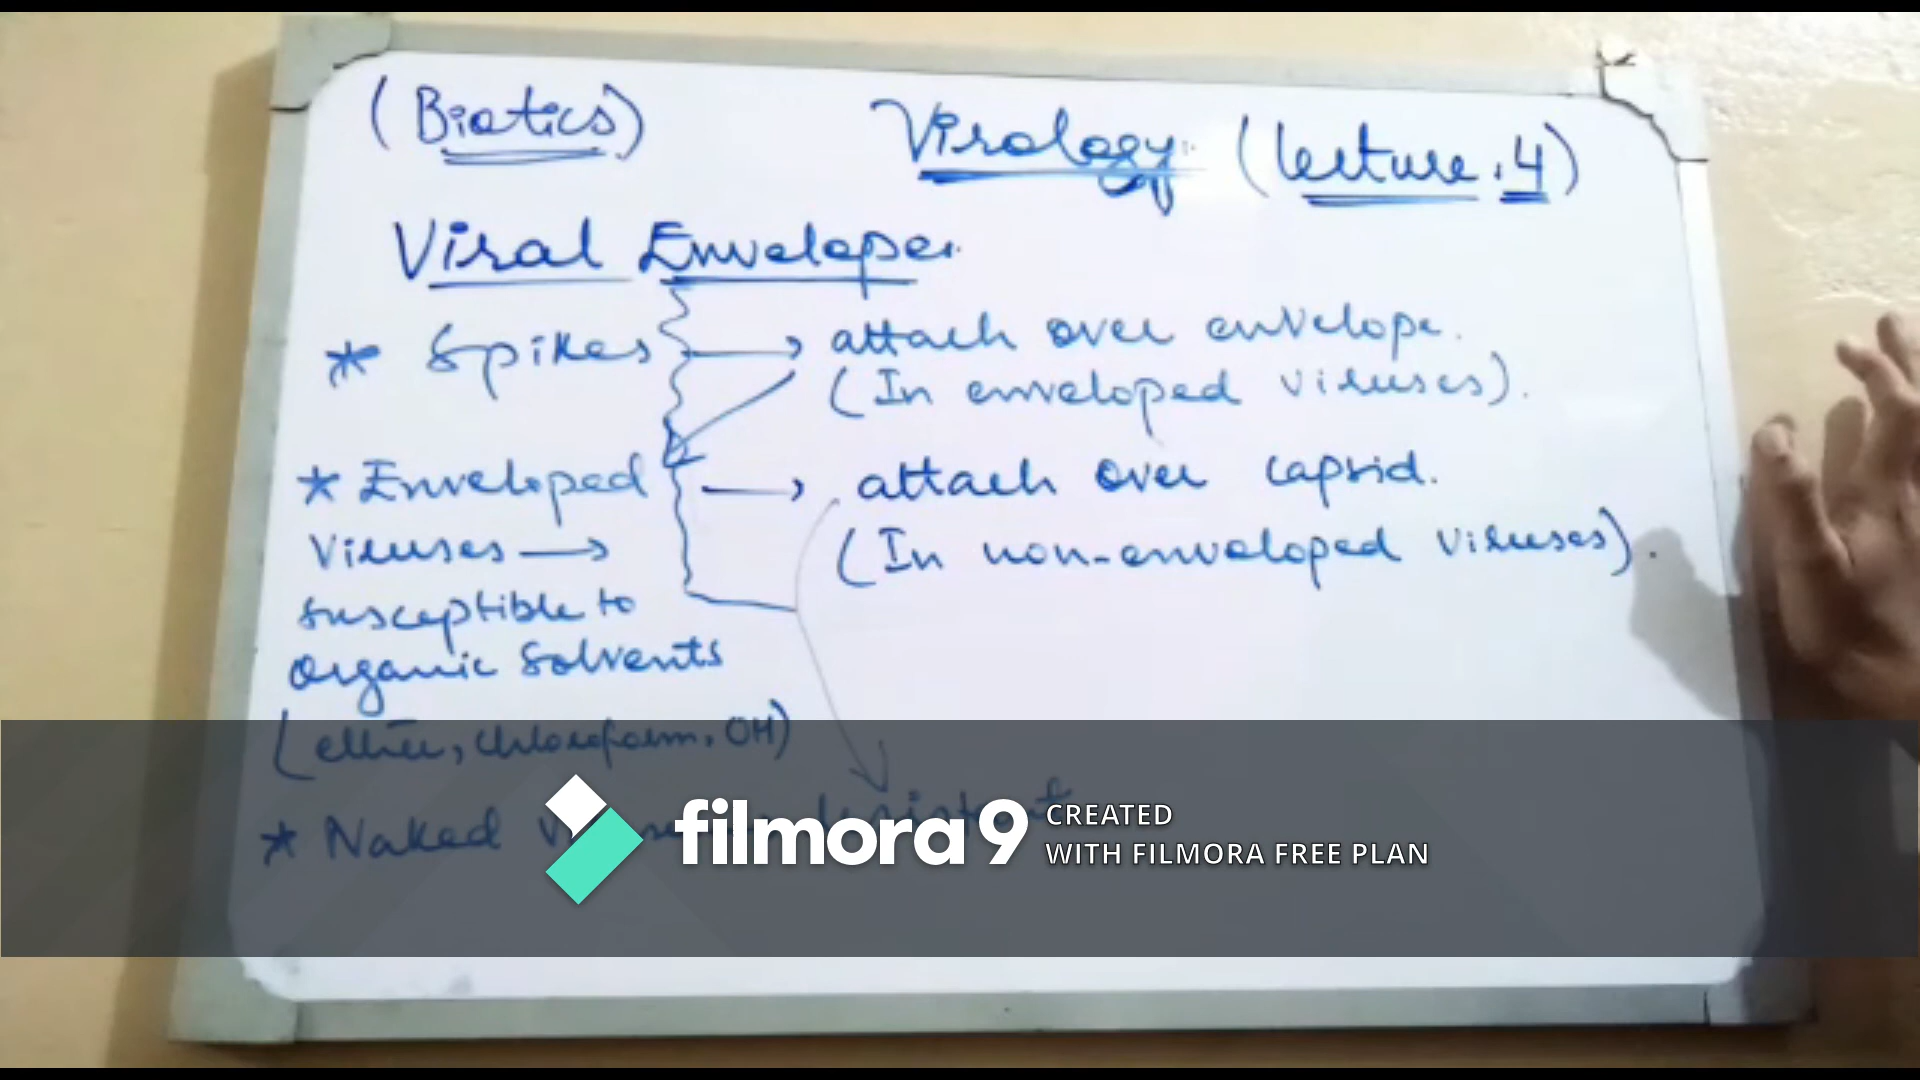 (Biotics)
Virology (lecture.4)
Viral Envelope.
* Spikes → attach over envelope.
(In enveloped viruses).
* Enveloped → attach over capsid.
viruses → (In non-enveloped viruses).
susceptible to
organic solvents
(ether, chloroform, OH)
* Naked
filmora9 CREATED
WITH FILMORA FREE PLAN